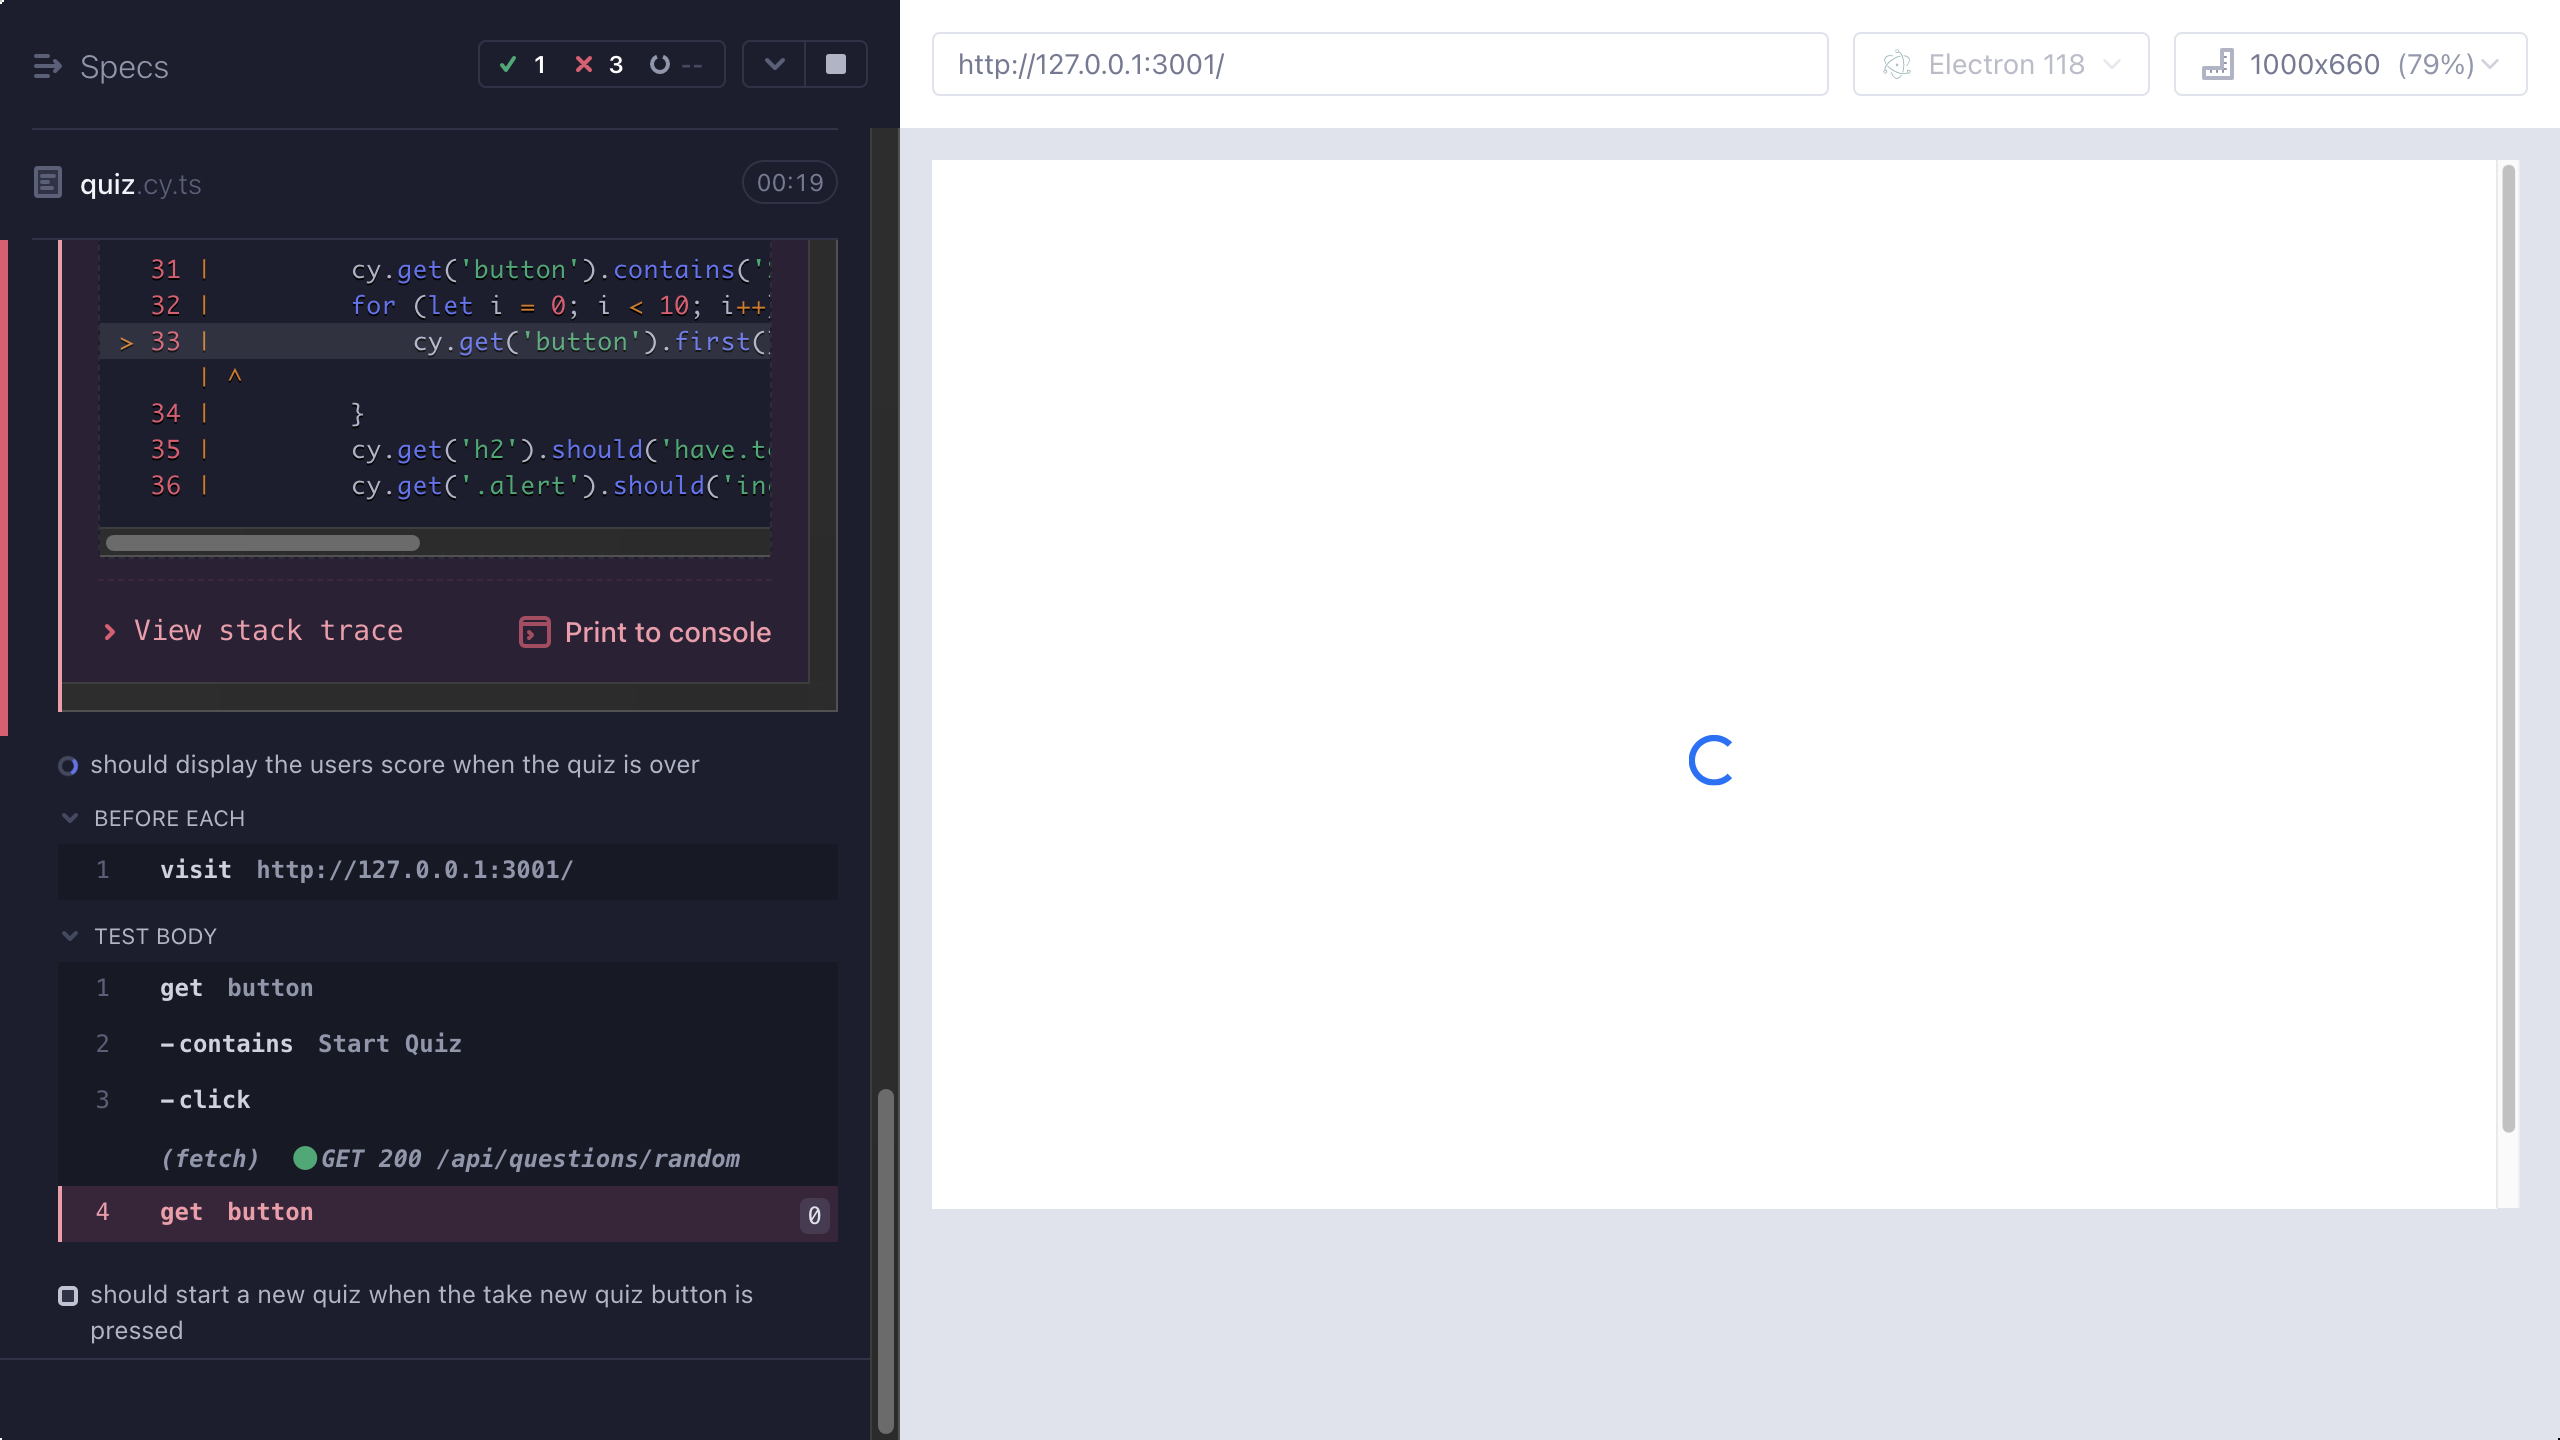 Specs
1 3 --
http://127.0.0.1:3001/
Electron 118
1000x660 (79%)
quiz.cy.ts
00:19
31 | cy.get('button').contains('
32 | for (let i = 0; i < 10; i++)
> 33 | cy.get('button').first()
| ^
34 | }
35 | cy.get('h2').should('have.t
36 | cy.get('.alert').should('in
> View stack trace
Print to console
should display the users score when the quiz is over
BEFORE EACH
1 visit http://127.0.0.1:3001/
TEST BODY
1 get button
2 -contains Start Quiz
3 -click
(fetch) GET 200 /api/questions/random
4 get button 0
should start a new quiz when the take new quiz button is
pressed